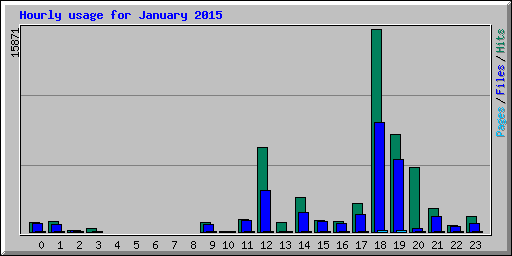 Hourly usage for January 2015
15871
Pages/Files/Hits
0 1 2 3 4 5 6 7 8 9 10 11 12 13 14 15 16 17 18 19 20 21 22 23